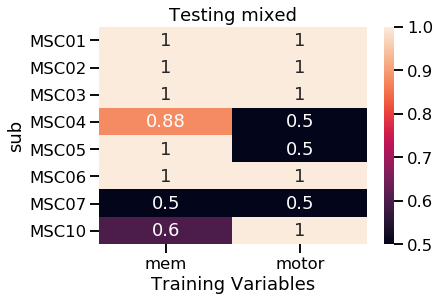 Testing mixed
MSC01 1 1
MSC02 1 1
MSC03 1 1
MSC04 0.88 0.5
MSC05 1 0.5
MSC06 1 1
MSC07 0.5 0.5
MSC10 0.6 1
sub
mem motor
Training Variables
1.0
0.9
0.8
0.7
0.6
0.5